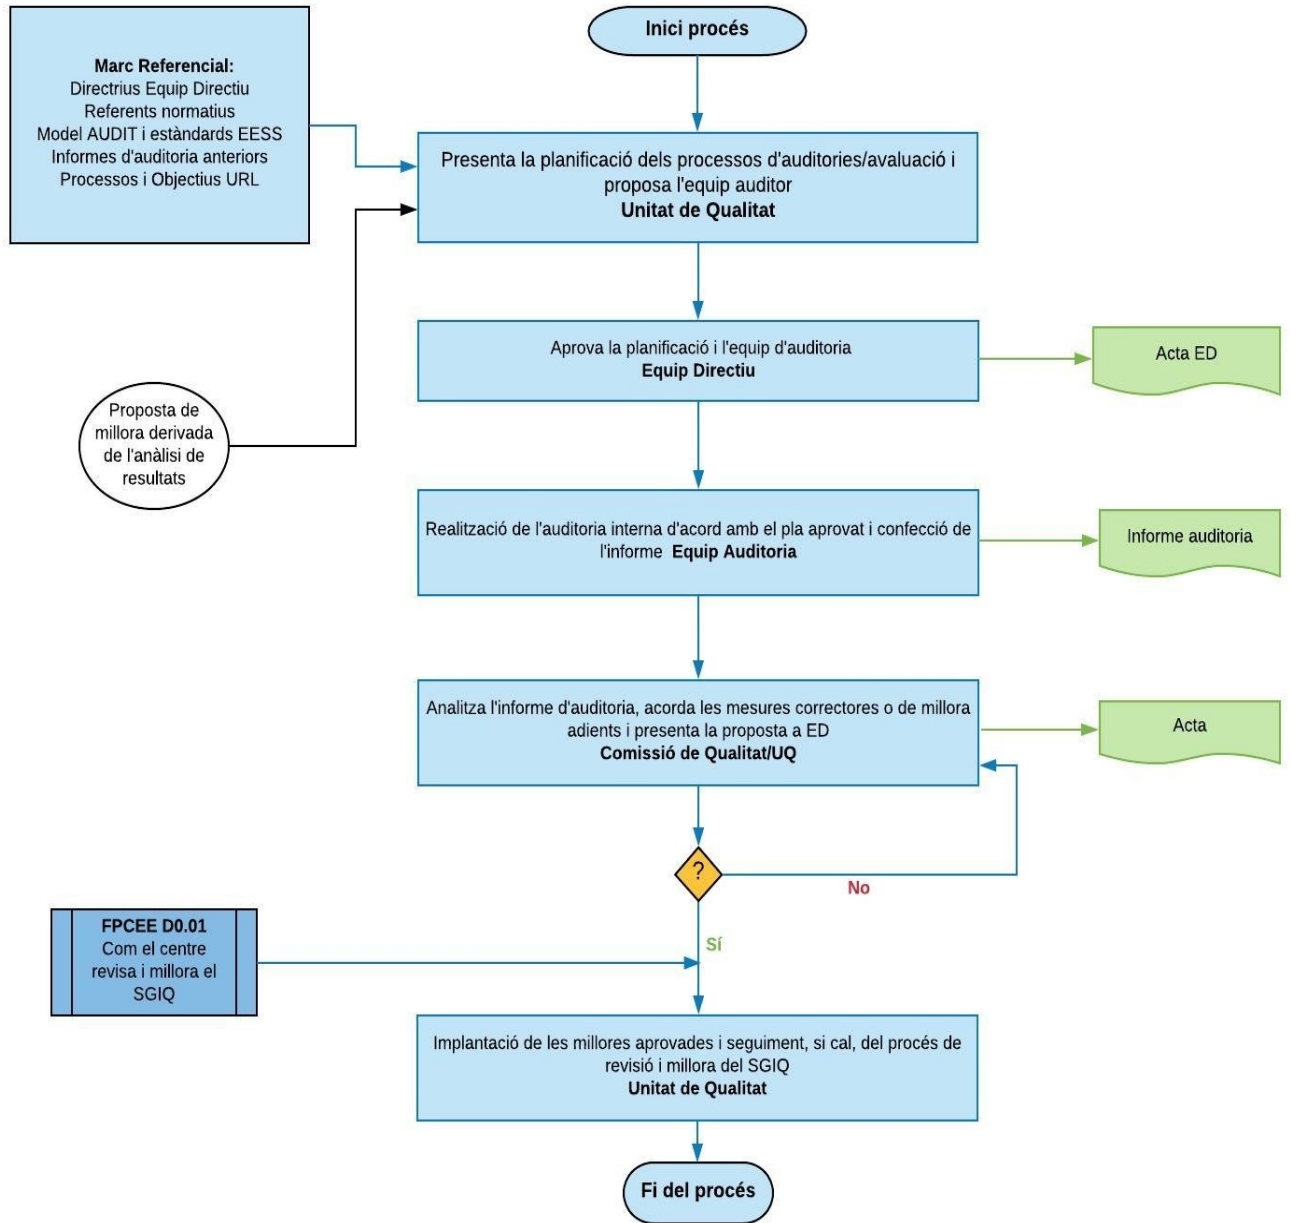 Inici procés
Marc Referencial:
Directrius Equip Directiu
Referents normatius
Model AUDIT i estàndards EESS
Informes d'auditoria anteriors
Processos i Objectius URL
Presenta la planificació dels processos d'auditories/avaluació i
proposa l'equip auditor
Unitat de Qualitat
Aprova la planificació i l'equip d'auditoria
Equip Directiu
Acta ED
Proposta de
millora derivada
de l'anàlisi de
resultats
Realització de l'auditoria interna d'acord amb el pla aprovat i confecció de
l'informe Equip Auditoria
Informe auditoria
Analitza l'informe d'auditoria, acorda les mesures correctores o de millora
adients i presenta la proposta a ED
Comissió de Qualitat/UQ
Acta
?
No
Sí
FPCEE D0.01
Com el centre
revisa i millora el
SGIQ
Implantació de les millores aprovades i seguiment, si cal, del procés de
revisió i millora del SGIQ
Unitat de Qualitat
Fi del procés